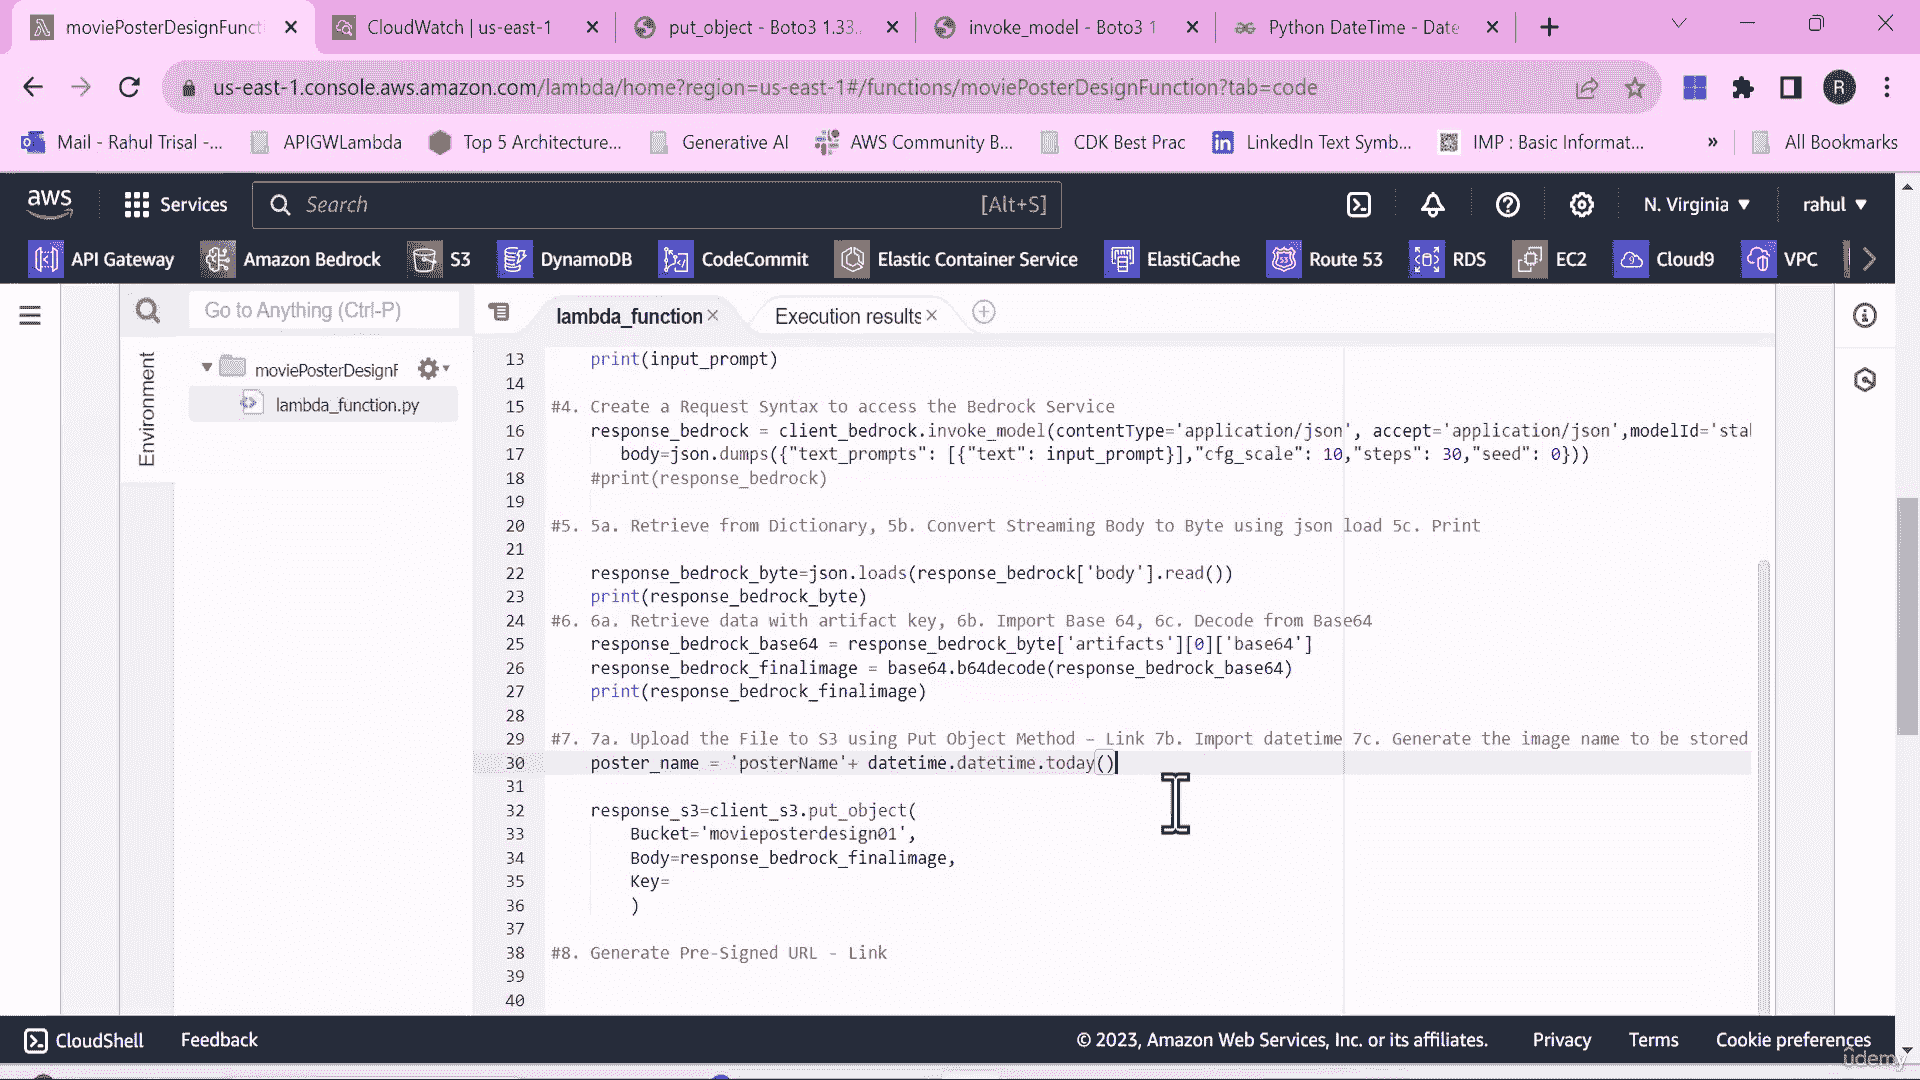 moviePosterDesignFuncti
CloudWatch | us-east-1
put_object - Boto3 1.33.
invoke_model - Boto3 1
Python DateTime - Date
us-east-1.console.aws.amazon.com/lambda/home?region=us-east-1#/functions/moviePosterDesignFunction?tab=code
R
Mail - Rahul Trisal -...
APIGWLambda
Top 5 Architecture...
Generative AI
AWS Community B...
CDK Best Prac
LinkedIn Text Symb...
IMP : Basic Informat...
»
All Bookmarks
aws
Services
Search
[Alt+S]
N. Virginia
rahul
API Gateway
Amazon Bedrock
S3
DynamoDB
CodeCommit
Elastic Container Service
ElastiCache
Route 53
RDS
EC2
Cloud9
VPC
Go to Anything (Ctrl-P)
lambda_function
Execution results
Environment
moviePosterDesignF
lambda_function.py
13 print(input_prompt)
14
15 #4. Create a Request Syntax to access the Bedrock Service
16 response_bedrock = client_bedrock.invoke_model(contentType='application/json', accept='application/json',modelId='stal
17 body=json.dumps({"text_prompts": [{"text": input_prompt}],"cfg_scale": 10,"steps": 30,"seed": 0}))
18 #print(response_bedrock)
19
20 #5. 5a. Retrieve from Dictionary, 5b. Convert Streaming Body to Byte using json load 5c. Print
21
22 response_bedrock_byte=json.loads(response_bedrock['body'].read())
23 print(response_bedrock_byte)
24 #6. 6a. Retrieve data with artifact key, 6b. Import Base 64, 6c. Decode from Base64
25 response_bedrock_base64 = response_bedrock_byte['artifacts'][0]['base64']
26 response_bedrock_finalimage = base64.b64decode(response_bedrock_base64)
27 print(response_bedrock_finalimage)
28
29 #7. 7a. Upload the File to S3 using Put Object Method – Link 7b. Import datetime 7c. Generate the image name to be stored
30 poster_name = 'posterName'+ datetime.datetime.today()
31
32 response_s3=client_s3.put_object(
33 Bucket='movieposterdesign01',
34 Body=response_bedrock_finalimage,
35 Key=
36 )
37
38 #8. Generate Pre-Signed URL - Link
39
40
CloudShell
Feedback
© 2023, Amazon Web Services, Inc. or its affiliates.
Privacy
Terms
Cookie preferences
ûdemy